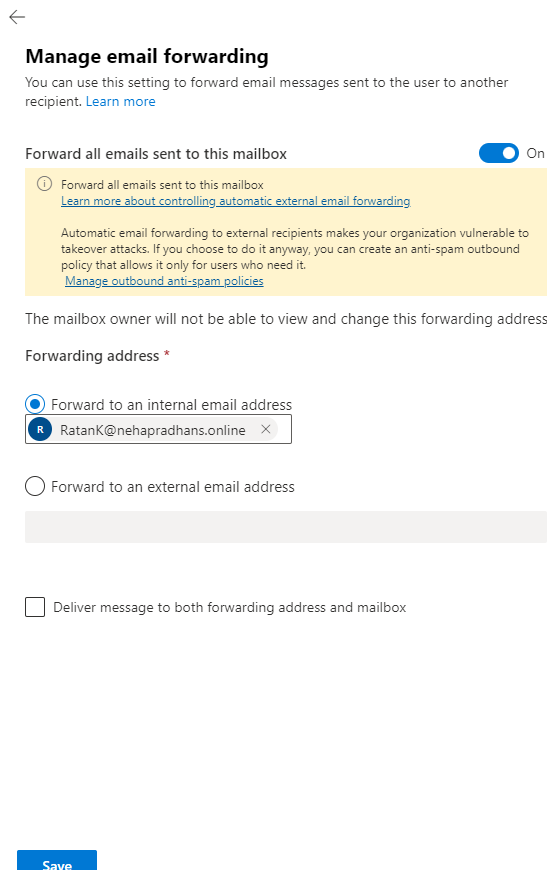 Manage email forwarding
You can use this setting to forward email messages sent to the user to another
recipient. Learn more
Forward all emails sent to this mailbox
On
Forward all emails sent to this mailbox
Learn more about controlling automatic external email forwarding
Automatic email forwarding to external recipients makes your organization vulnerable to
takeover attacks. If you choose to do it anyway, you can create an anti-spam outbound
policy that allows it only for users who need it.
Manage outbound anti-spam policies
The mailbox owner will not be able to view and change this forwarding address
Forwarding address *
Forward to an internal email address
R RatanK@nehapradhans.online
Forward to an external email address
Deliver message to both forwarding address and mailbox
Save